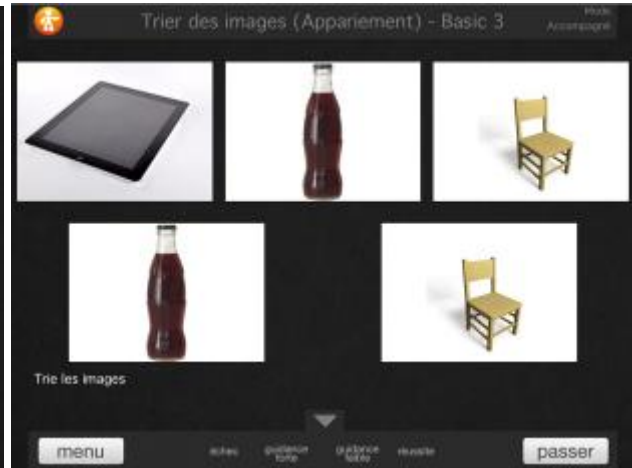 Trier des images (Appariement) - Basic 3
Mode
Accompagné
Trie les images
menu
échec
guidance
forte
guidance
faible
réussite
passer